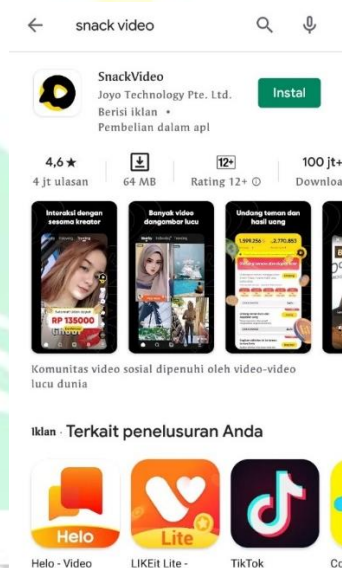 snack video
SnackVideo
Joyo Technology Pte. Ltd.
Berisi iklan •
Pembelian dalam apl
Instal
4,6 ★
4 jt ulasan
64 MB
12+
Rating 12+
100 jt+
Interaksi dengan
sesama kreator
RP 135000
Banyak video
dangambar lucu
Undang teman dan
hasil uang
Komunitas video sosial dipenuhi oleh video-video
lucu dunia
Iklan · Terkait penelusuran Anda
Helo
Lite
Helo - Video
LIKEit Lite -
TikTok